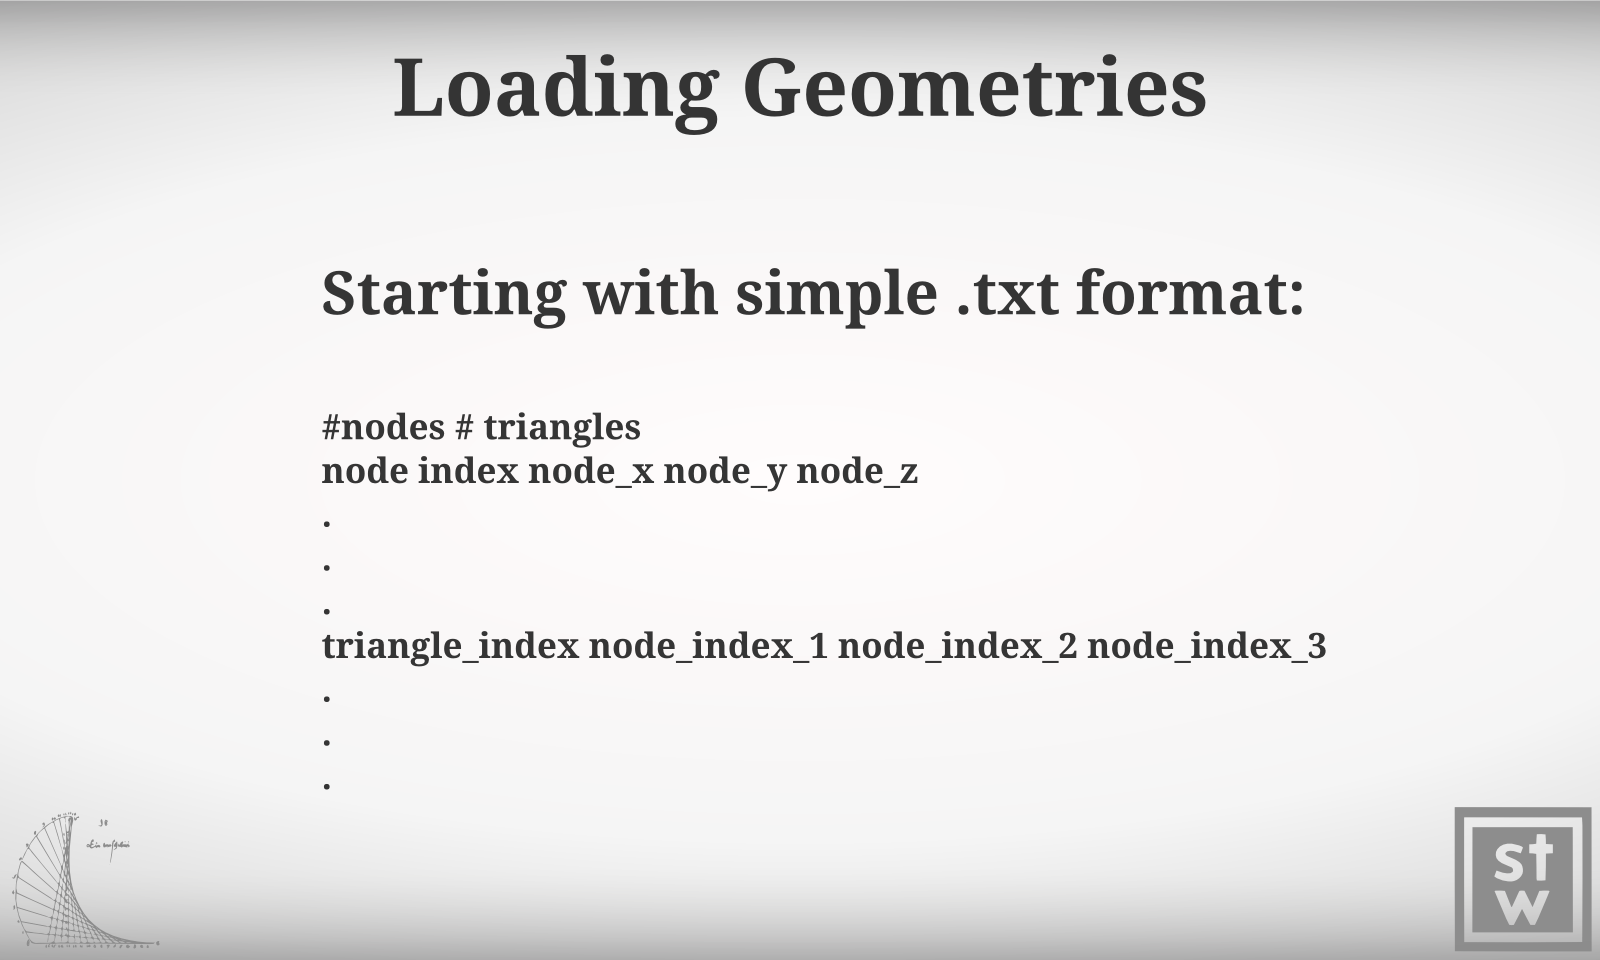 Loading Geometries
Starting with simple .txt format:
#nodes # triangles
node index node_x node_y node_z
.
.
.
triangle_index node_index_1 node_index_2 node_index_3
.
.
.
st
w